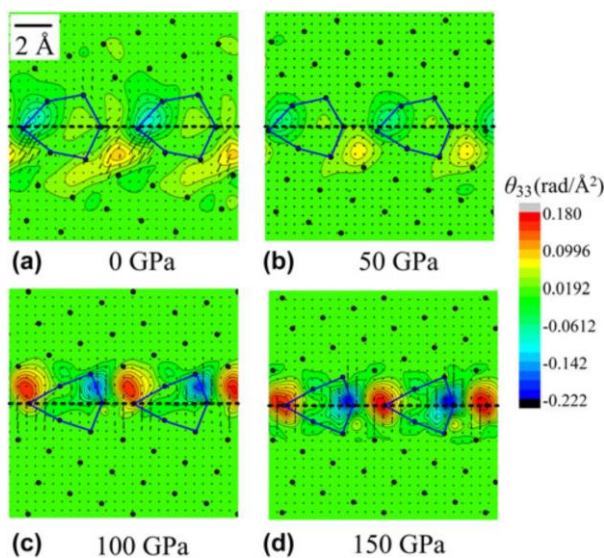 2 Å
(a) 0 GPa
(b) 50 GPa
θ33(rad/Å²)
0.180
0.0996
0.0192
-0.0612
-0.142
-0.222
(c) 100 GPa
(d) 150 GPa